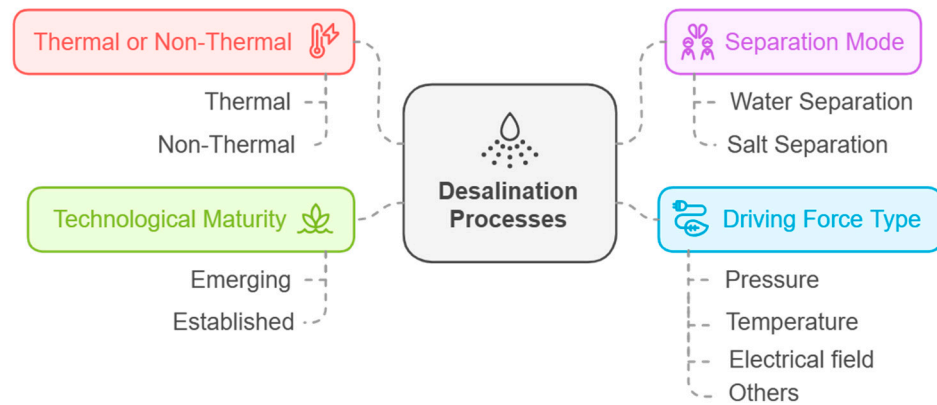 Thermal or Non-Thermal
Thermal
Non-Thermal
Technological Maturity
Emerging
Established
Desalination
Processes
Separation Mode
Water Separation
Salt Separation
Driving Force Type
Pressure
Temperature
Electrical field
Others